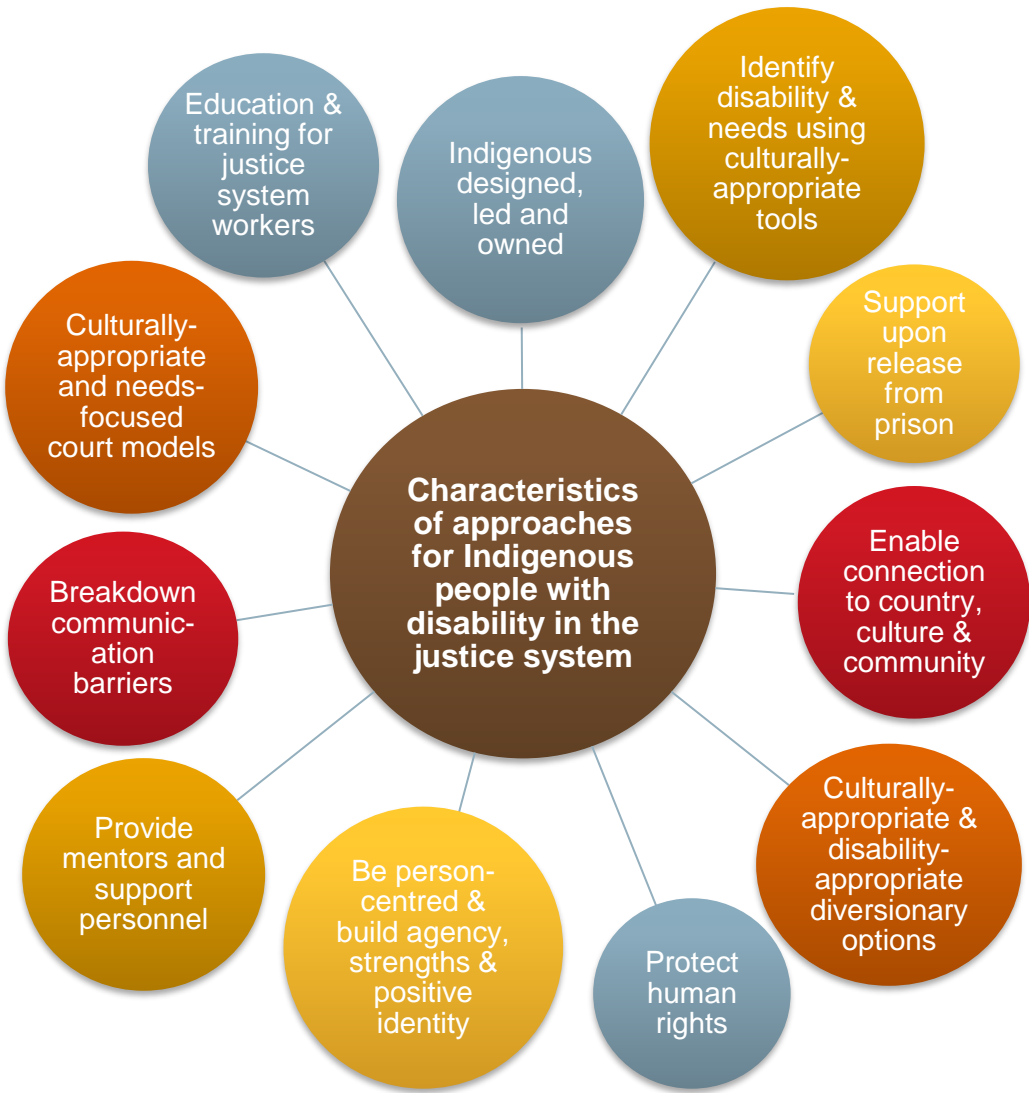 Education &
training for
justice
system
workers
Indigenous
designed,
led and
owned
Identify
disability &
needs using
culturally-
appropriate
tools
Support
upon
release
from
prison
Enable
connection
to country,
culture &
community
Culturally-
appropriate &
disability-
appropriate
diversionary
options
Protect
human
rights
Be person-
centred &
build agency,
strengths &
positive
identity
Provide
mentors and
support
personnel
Breakdown
communic-
ation
barriers
Culturally-
appropriate
and needs-
focused
court models
Characteristics
of approaches
for Indigenous
people with
disability in the
justice system